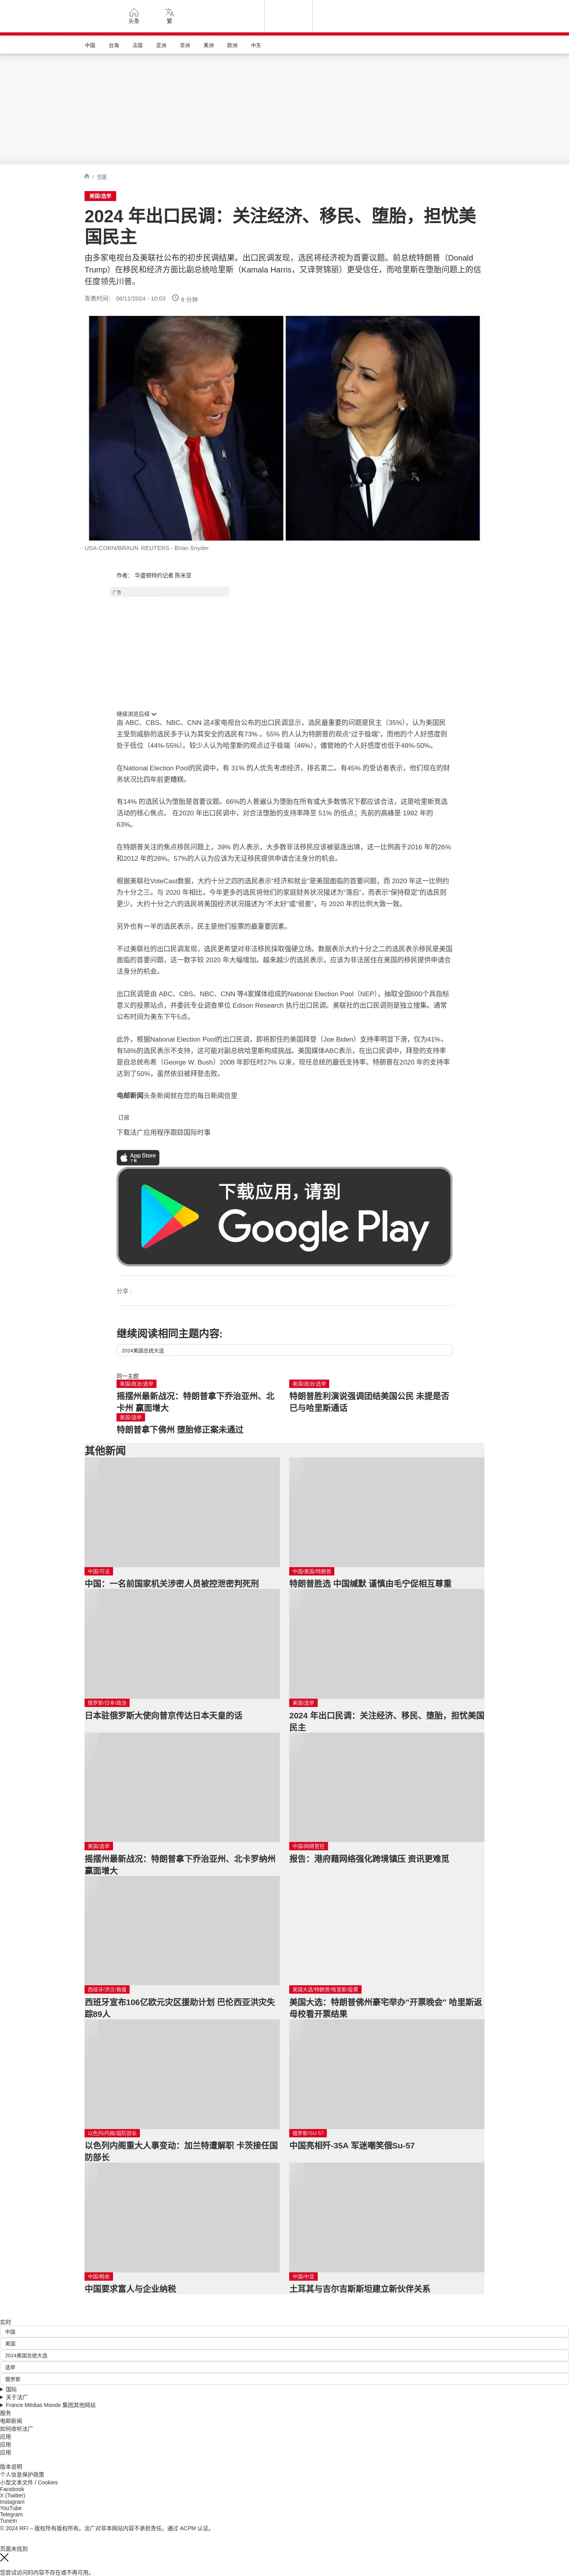 头条
繁
中国
台海
法国
亚洲
非洲
美洲
欧洲
中东
/ 中国
美国/选举
2024 年出口民调：关注经济、移民、堕胎，担忧美
国民主
由多家电视台及美联社公布的初步民调结果。出口民调发现，选民将经济视为首要议题。前总统特朗普（Donald
Trump）在移民和经济方面比副总统哈里斯（Kamala Harris，又译贺锦丽）更受信任，而哈里斯在堕胎问题上的信
任度领先川普。
发表时间： 06/11/2024 - 10:03
8 分钟
USA-CORN/BRAUN REUTERS - Brian Snyder
作者： 华盛顿特约记者 陈米亚
广告
继续浏览后续
由 ABC、CBS、NBC、CNN 这4家电视台公布的出口民调显示，选民最重要的问题是民主（35%），认为美国民
主受到威胁的选民多于认为其安全的选民有73% 。55% 的人认为特朗普的观点“过于极端”，而他的个人好感度则
处于低位（44%-55%）。较少人认为哈里斯的观点过于极端（46%），儘管她的个人好感度也低于48%-50%。
在National Election Pool的民调中，有 31% 的人优先考虑经济，排名第二。有45% 的受访者表示，他们现在的财
务状况比四年前更糟糕。
有14% 的选民认为堕胎是首要议题。66%的人普遍认为堕胎在所有或大多数情况下都应该合法，这是哈里斯竞选
活动的核心焦点。 在2020 年出口民调中，对合法堕胎的支持率降至 51% 的低点；先前的高峰是 1992 年的
63%。
在特朗普关注的焦点移民问题上，39% 的人表示，大多数非法移民应该被驱逐出境，这一比例高于2016 年的26%
和2012 年的28%。57%的人认为应该为无证移民提供申请合法身分的机会。
根据美联社VoteCast数据，大约十分之四的选民表示“经济和就业”是美国面临的首要问题，而 2020 年这一比例约
为十分之三。与 2020 年相比，今年更多的选民将他们的家庭财务状况描述为“落后”，而表示“保持稳定”的选民则
更少。大约十分之六的选民将美国经济状况描述为“不太好”或“很差”，与 2020 年的比例大致一致。
另外也有一半的选民表示，民主是他们投票的最重要因素。
不过美联社的出口民调发现，选民更希望对非法移民採取强硬立场。数据表示大约十分之二的选民表示移民是美国
面临的首要问题，这一数字较 2020 年大幅增加。越来越少的选民表示，应该为非法居住在美国的移民提供申请合
法身分的机会。
出口民调是由 ABC、CBS、NBC、CNN 等4家媒体组成的National Election Pool（NEP），抽取全国600个具指标
意义的投票站点，并委託专业调查单位 Edison Research 执行出口民调。美联社的出口民调则是独立搜集。通常
公布时间为美东下午5点。
此外，根据National Election Pool的出口民调，即将卸任的美国拜登（Joe Biden）支持率明显下滑，仅为41%，
有58%的选民表示不支持，这可能对副总统哈里斯构成挑战。美国媒体ABC表示，在出口民调中，拜登的支持率
是自总统布希（George W. Bush）2008 年卸任时27% 以来，现任总统的最低支持率。特朗普在2020 年的支持率
达到了50%，虽然依旧被拜登击败。
电邮新闻头条新闻就在您的每日新闻信里
订阅
下载法广应用程序跟踪国际时事
App Store
下载
下载应用，请到
Google Play
分享 :
继续阅读相同主题内容:
2024美国总统大选
同一主题
美国/政治/选举
摇摆州最新战况：特朗普拿下乔治亚州、北
卡州 赢面增大
美国/政治/选举
特朗普胜利演说强调团结美国公民 未提是否
已与哈里斯通话
美国/选举
特朗普拿下佛州 堕胎修正案未通过
其他新闻
中国/司法
中国：一名前国家机关涉密人员被控泄密判死刑
中国/美国/特朗普
特朗普胜选 中国缄默 谨慎由毛宁促相互尊重
俄罗斯/日本/政治
日本驻俄罗斯大使向普京传达日本天皇的话
美国/选举
2024 年出口民调：关注经济、移民、堕胎，担忧美国
民主
美国/选举
摇摆州最新战况：特朗普拿下乔治亚州、北卡罗纳州
赢面增大
中国/网络管控
报告：港府藉网络强化跨境镇压 资讯更难觅
西班牙/洪灾/救援
西班牙宣布106亿欧元灾区援助计划 巴伦西亚洪灾失
踪89人
美国大选/特朗普/哈里斯/投票
美国大选：特朗普佛州豪宅举办“开票晚会” 哈里斯返
母校看开票结果
以色列/内阁/国防部长
以色列内阁重大人事变动：加兰特遭解职 卡茨接任国
防部长
俄罗斯/SU-57
中国亮相歼-35A 军迷嘲笑俄Su-57
中国/税收
中国要求富人与企业纳税
中国/中亚
土耳其与吉尔吉斯斯坦建立新伙伴关系
实时
中国
美国
2024美国总统大选
选举
俄罗斯
国际
关于法广
France Médias Monde 集团其他网站
服务
电邮新闻
如何收听法广
应用
应用
应用
版本说明
个人信息保护政策
小型文本文件 / Cookies
Facebook
X (Twitter)
Instagram
YouTube
Telegram
TuneIn
© 2024 RFI – 版权所有版权所有。法广对非本网站内容不承担责任。通过 ACPM 认证。
页面未找到
您尝试访问的内容不存在或不再可用。